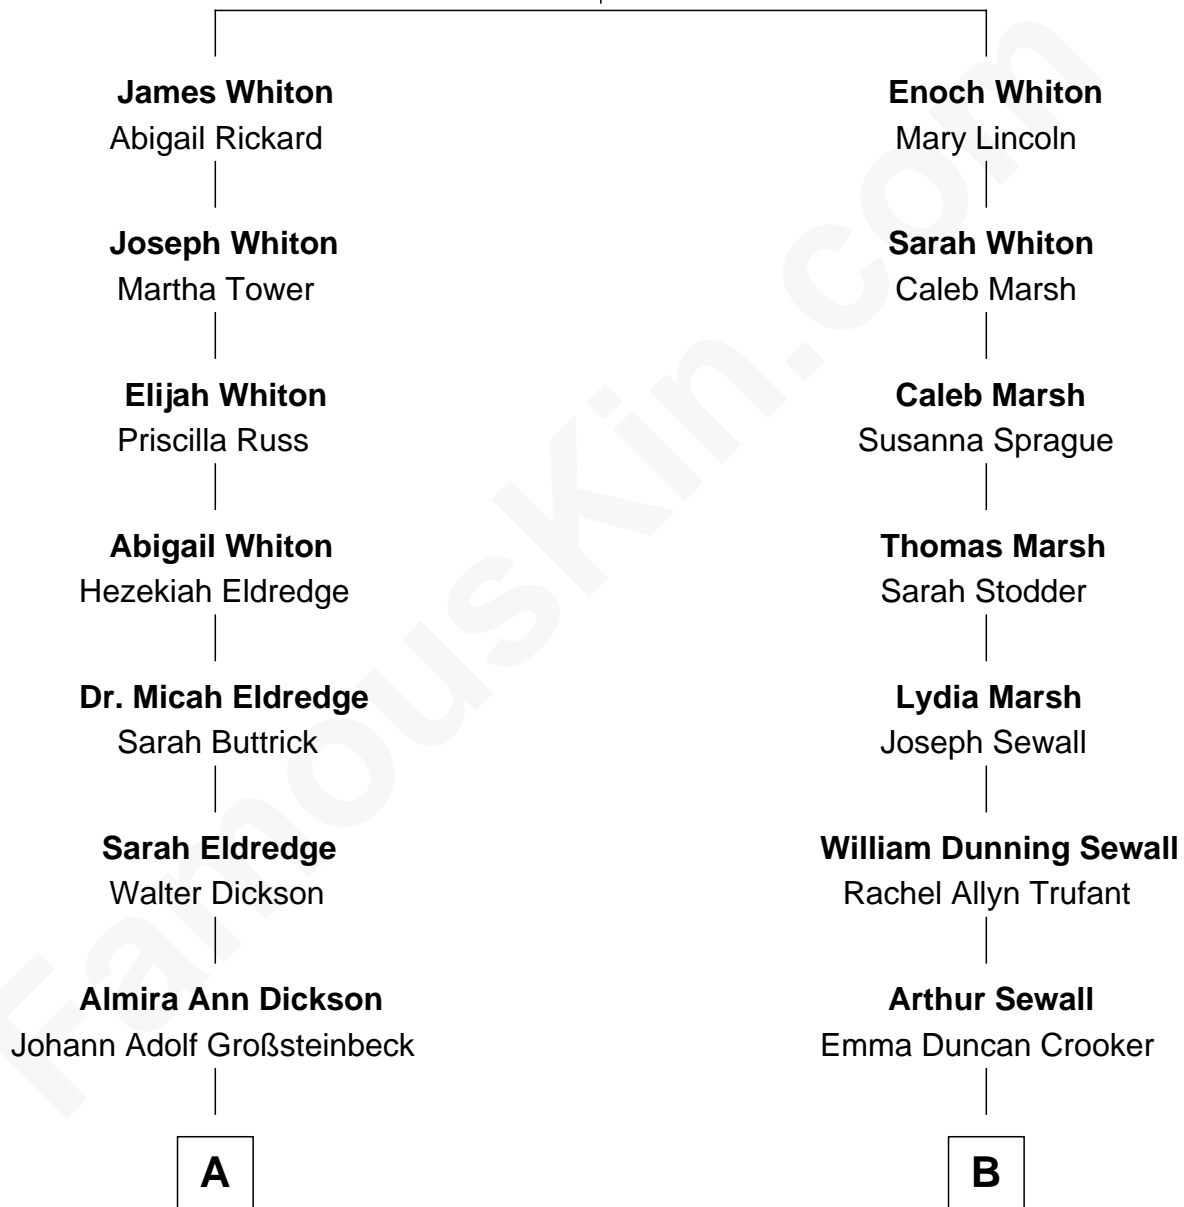 James Whiton
Abigail Rickard
Joseph Whiton
Martha Tower
Elijah Whiton
Priscilla Russ
Abigail Whiton
Hezekiah Eldredge
Dr. Micah Eldredge
Sarah Buttrick
Sarah Eldredge
Walter Dickson
Almira Ann Dickson
Johann Adolf Großsteinbeck
A
Enoch Whiton
Mary Lincoln
Sarah Whiton
Caleb Marsh
Caleb Marsh
Susanna Sprague
Thomas Marsh
Sarah Stodder
Lydia Marsh
Joseph Sewall
William Dunning Sewall
Rachel Allyn Trufant
Arthur Sewall
Emma Duncan Crooker
B
FamousKin.com